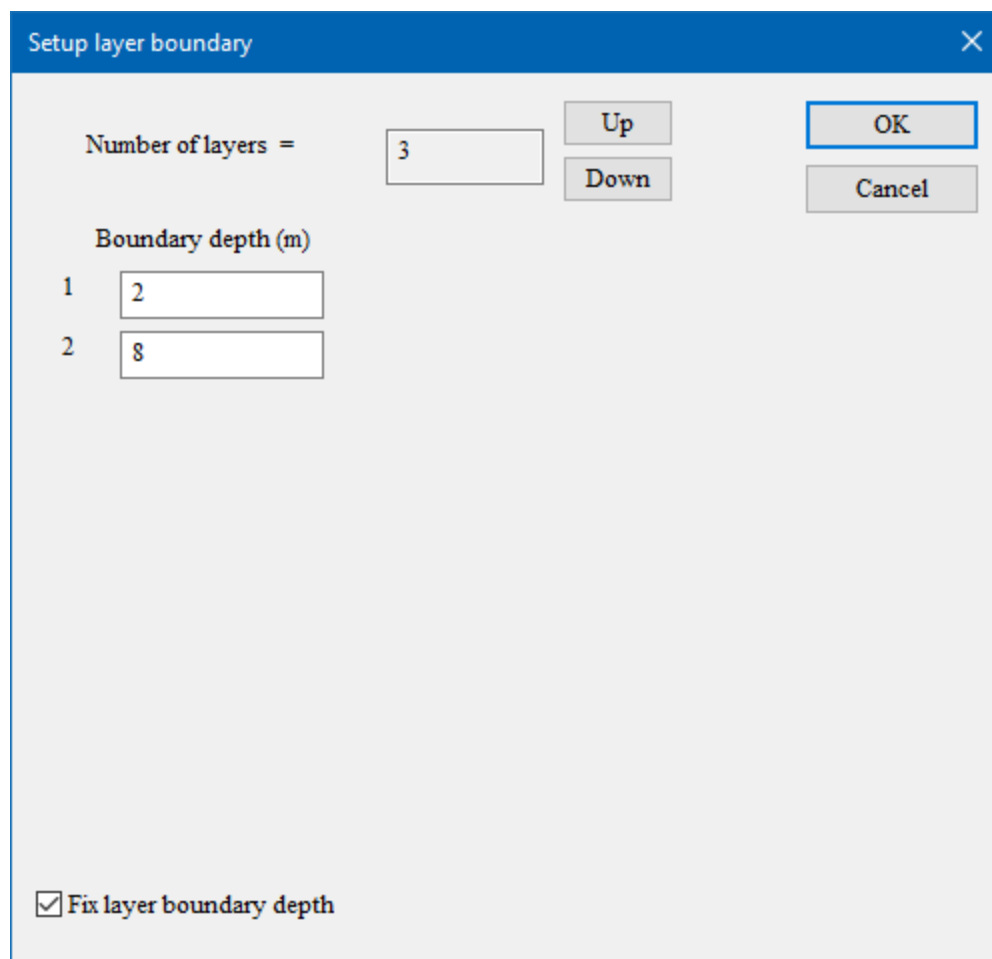 Setup layer boundary
Number of layers =
3
Up
Down
OK
Cancel
Boundary depth (m)
1
2
2
8
Fix layer boundary depth